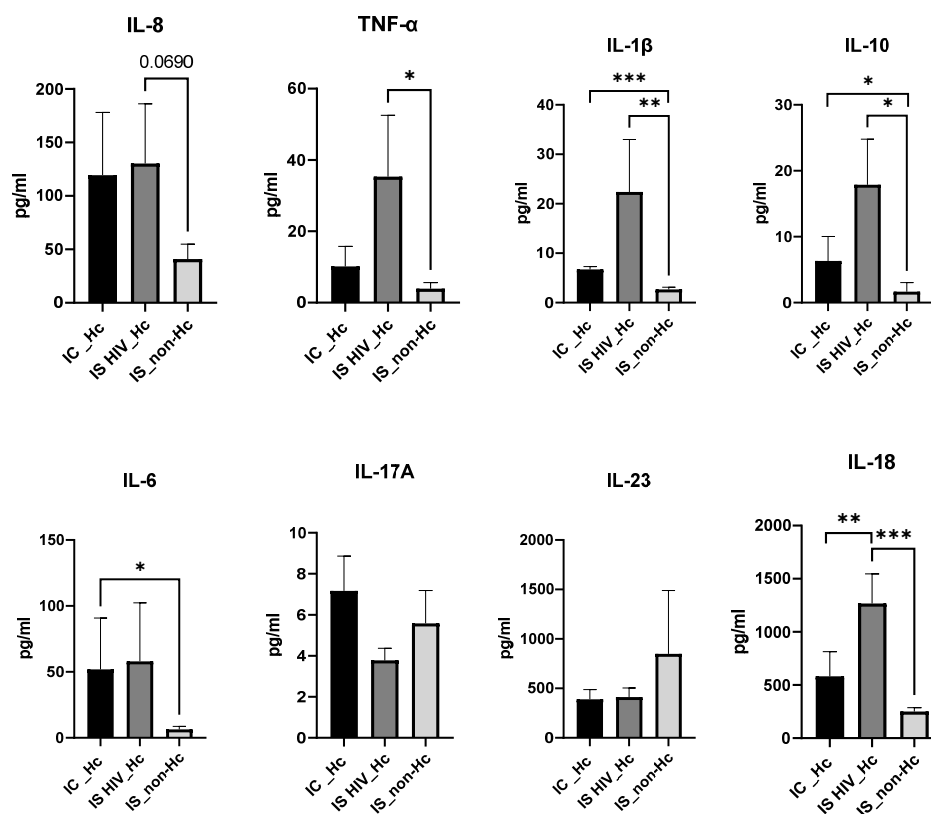 IL-8
0.0690
200
150
100
50
0
pg/ml
IC _Hc
IS HIV_Hc
IS_non-Hc
TNF-α
*
60
40
20
0
pg/ml
IC _Hc
IS HIV_Hc
IS_non-Hc
IL-1β
***
**
40
30
20
10
0
pg/ml
IC _Hc
IS HIV_Hc
IS_non-Hc
IL-10
*
*
30
20
10
0
pg/ml
IC _Hc
IS HIV_Hc
IS_non-Hc
IL-6
*
150
100
50
0
pg/ml
IC _Hc
IS HIV_Hc
IS_non-Hc
IL-17A
10
8
6
4
2
0
pg/ml
IC _Hc
IS HIV_Hc
IS_non-Hc
IL-23
2000
1500
1000
500
0
pg/ml
IC _Hc
IS HIV_Hc
IS_non-Hc
IL-18
**
***
2000
1500
1000
500
0
pg/ml
IC _Hc
IS HIV_Hc
IS_non-Hc